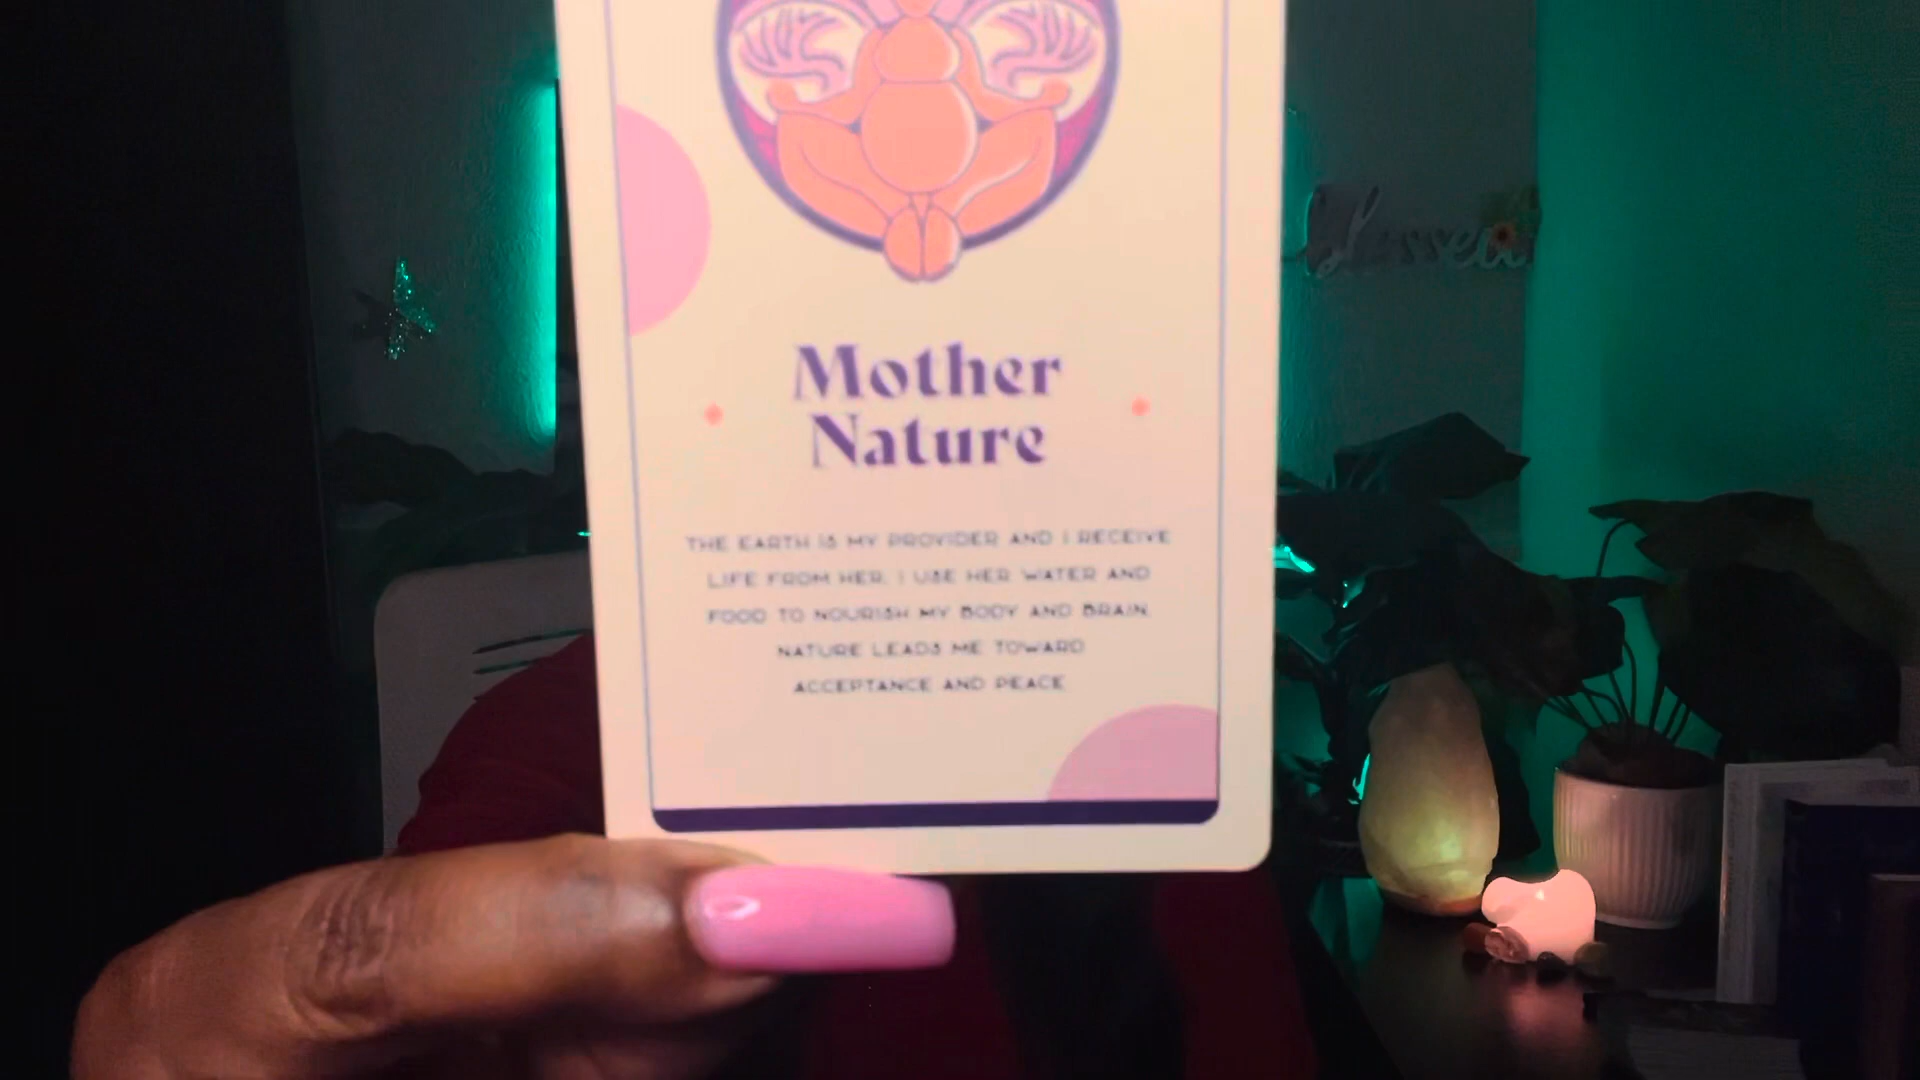 Blessed
Mother
Nature
THE EARTH IS MY PROVIDER AND I RECEIVE
LIFE FROM HER. I USE HER WATER AND
FOOD TO NOURISH MY BODY AND BRAIN.
NATURE LEADS ME TOWARD
ACCEPTANCE AND PEACE